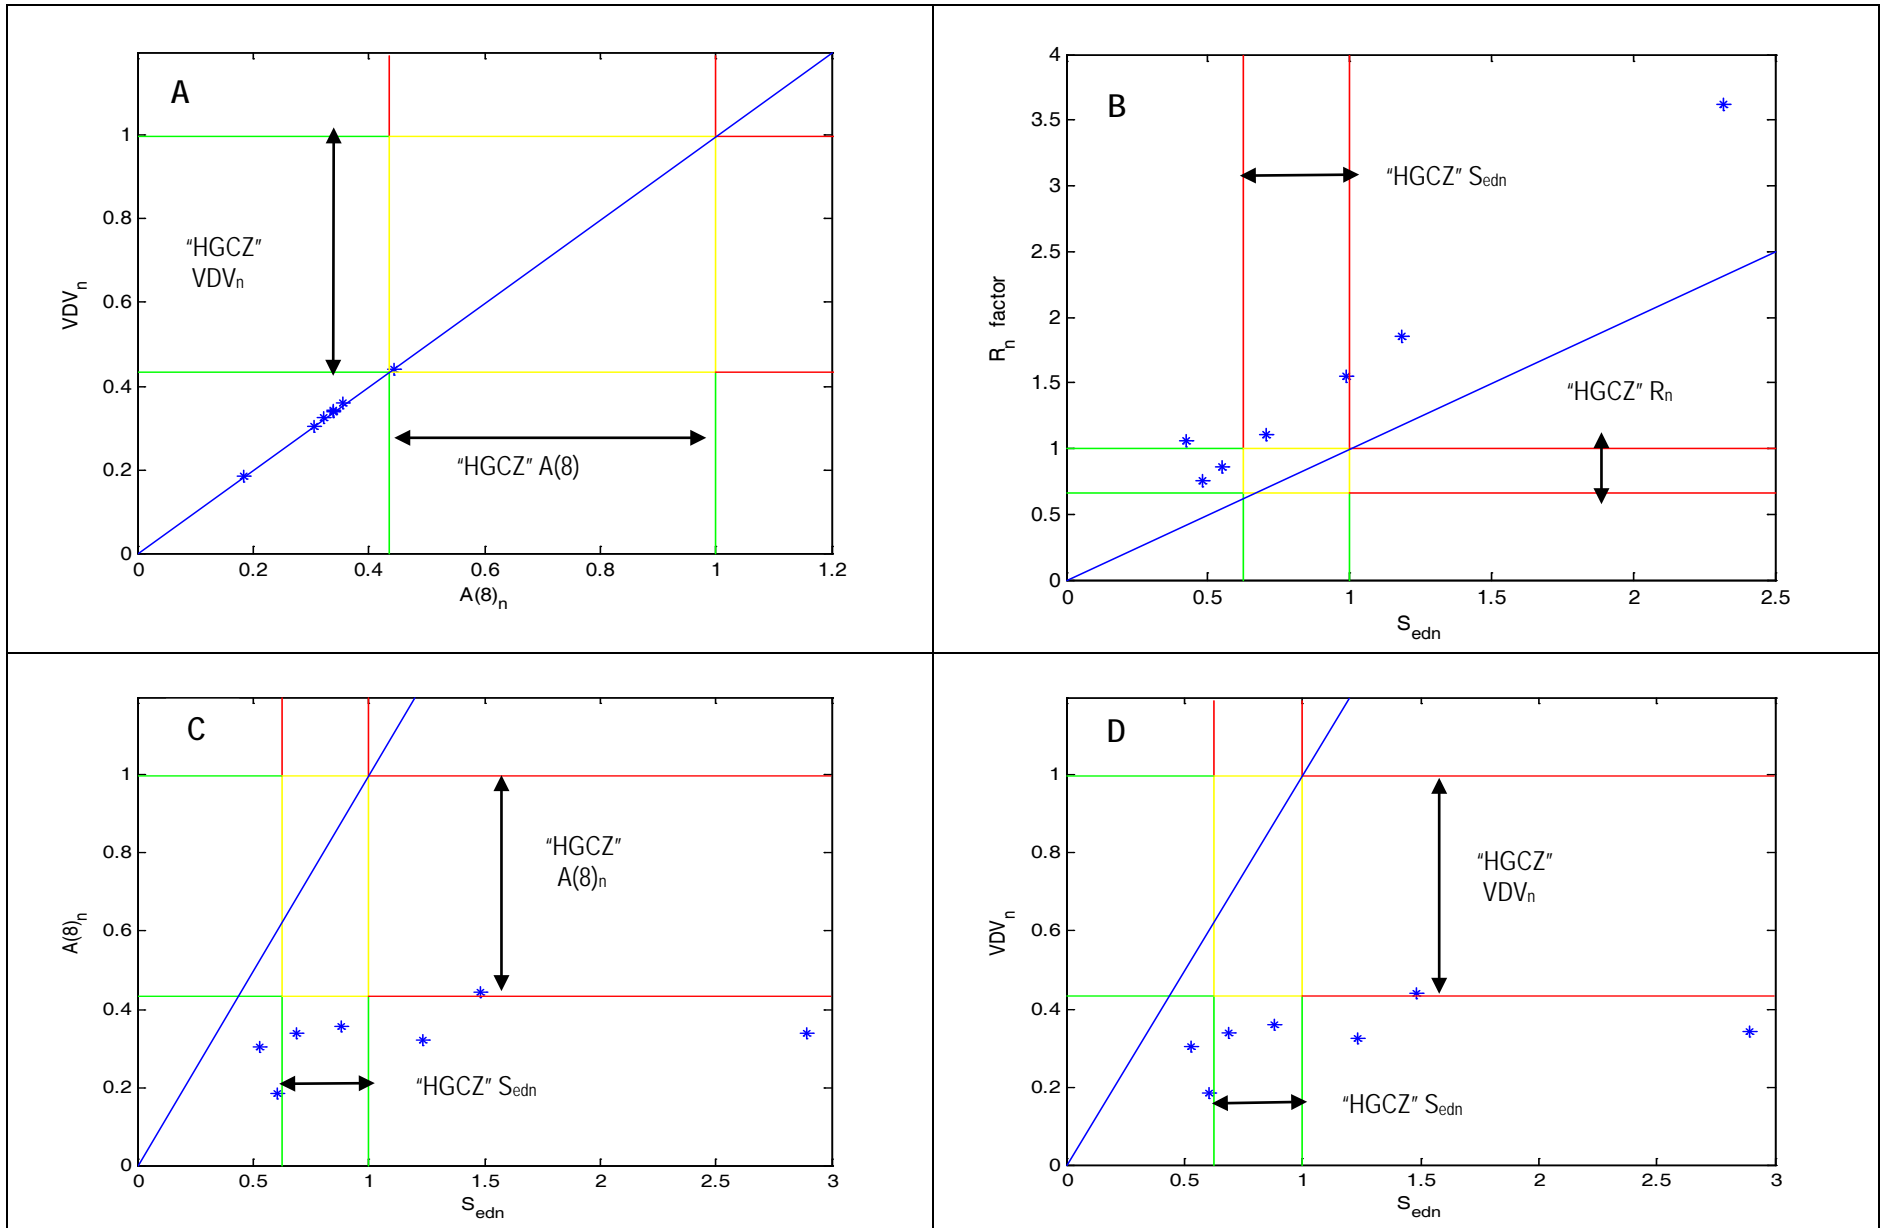 A
1
0.8
0.6
0.4
0.2
0
VDVn
"HGCZ"
VDVn
"HGCZ" A(8)
0 0.2 0.4 0.6 0.8 1 1.2
A(8)n
B
4
3.5
3
2.5
2
1.5
1
0.5
0
Rn factor
"HGCZ" Sedn
"HGCZ" Rn
0 0.5 1 1.5 2 2.5
Sedn
C
1
0.8
0.6
0.4
0.2
0
A(8)n
"HGCZ"
A(8)n
"HGCZ" Sedn
0 0.5 1 1.5 2 2.5 3
Sedn
D
1
0.8
0.6
0.4
0.2
0
VDVn
"HGCZ"
VDVn
"HGCZ" Sedn
0 0.5 1 1.5 2 2.5 3
Sedn